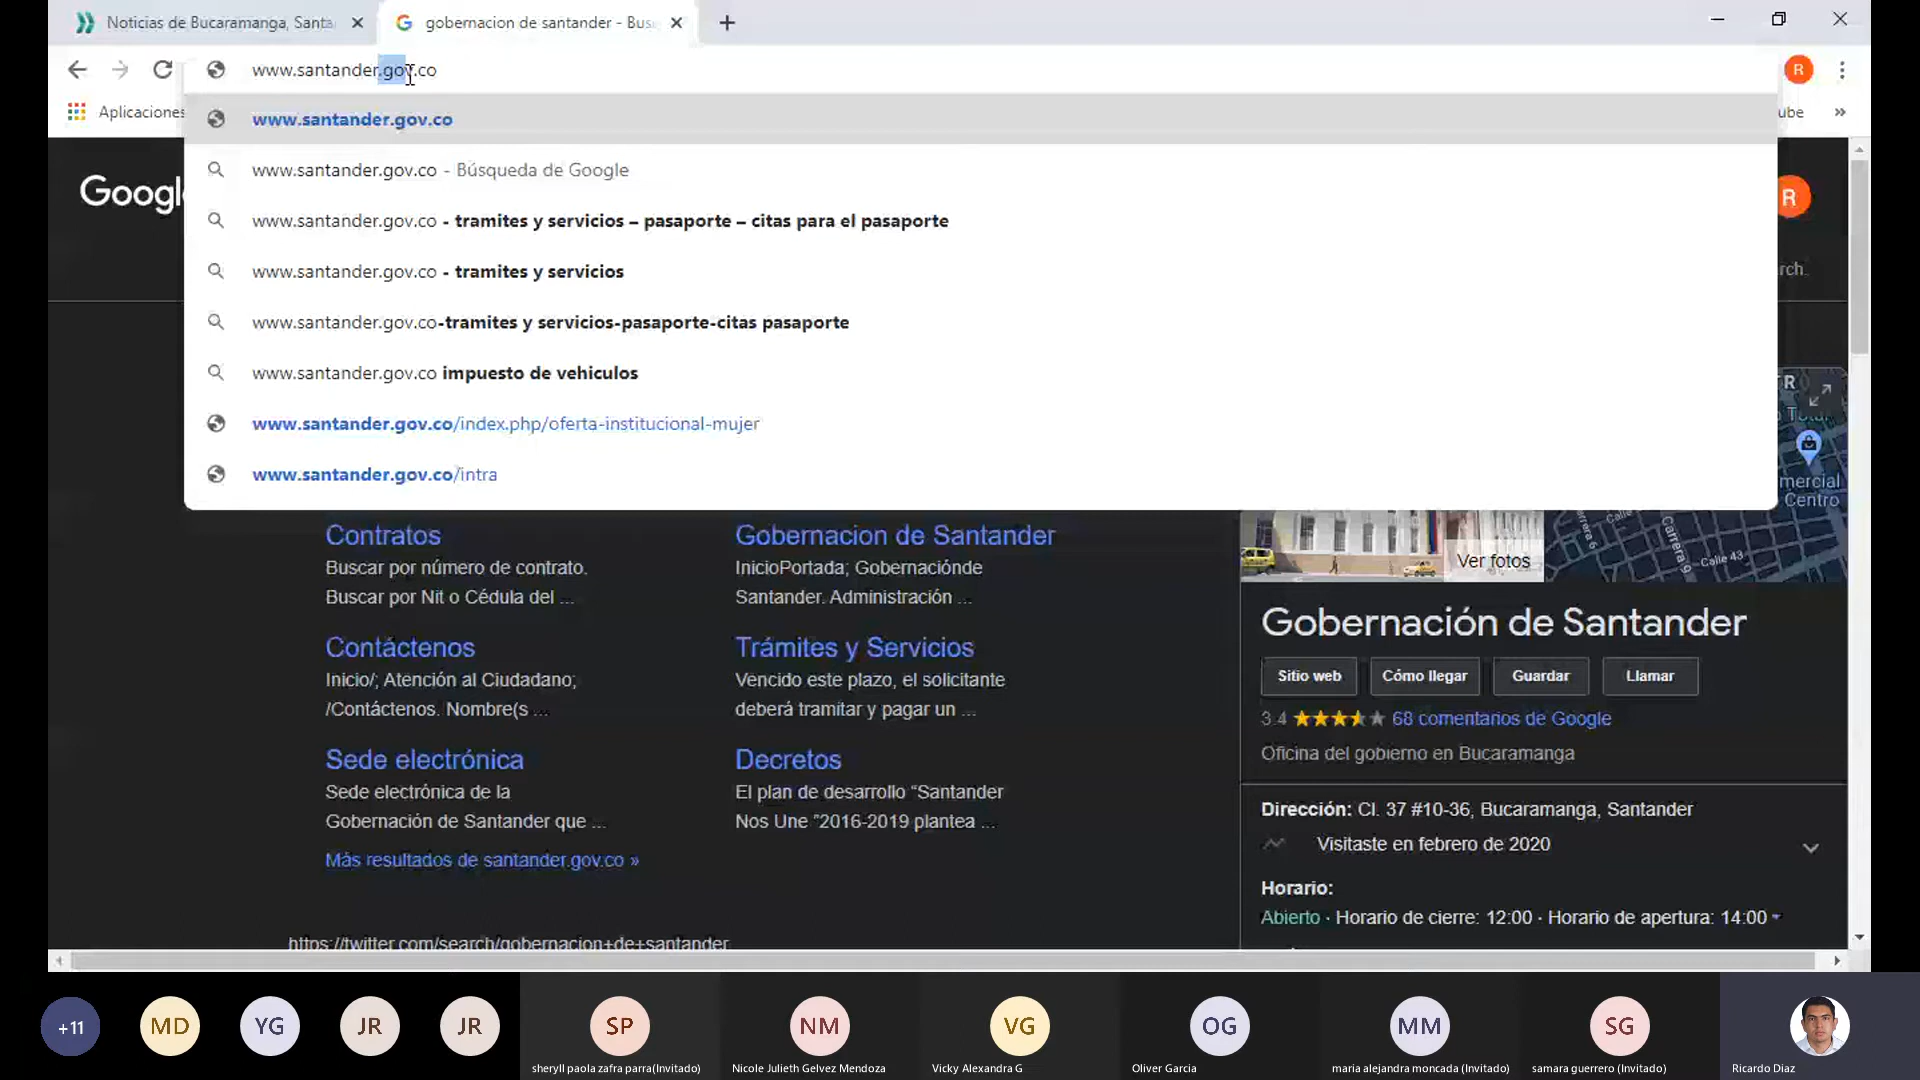 Noticias de Bucaramanga, Santa
gobernacion de santander - Bus
www.santander.gov.co
R
Aplicaciones
ube
»
www.santander.gov.co
www.santander.gov.co - Búsqueda de Google
www.santander.gov.co - tramites y servicios – pasaporte – citas para el pasaporte
www.santander.gov.co - tramites y servicios
www.santander.gov.co-tramites y servicios-pasaporte-citas pasaporte
www.santander.gov.co impuesto de vehiculos
www.santander.gov.co/index.php/oferta-institucional-mujer
www.santander.gov.co/intra
Google
R
rch
mercial
Centro
Carrera 6
Calle 43
Ver fotos
Contratos
Buscar por número de contrato.
Buscar por Nit o Cédula del ...
Gobernacion de Santander
InicioPortada; Gobernaciónde
Santander. Administración ...
Contáctenos
Inicio/; Atención al Ciudadano;
/Contáctenos. Nombre(s ...
Trámites y Servicios
Vencido este plazo, el solicitante
deberá tramitar y pagar un ...
Sede electrónica
Sede electrónica de la
Gobernación de Santander que ...
Decretos
El plan de desarrollo “Santander
Nos Une ”2016-2019 plantea ...
Más resultados de santander.gov.co »
https://twitter.com/search/gobernacion+de+santander
Gobernación de Santander
Sitio web
Cómo llegar
Guardar
Llamar
3.4 68 comentarios de Google
Oficina del gobierno en Bucaramanga
Dirección: Cl. 37 #10-36, Bucaramanga, Santander
Visitaste en febrero de 2020
Horario:
Abierto · Horario de cierre: 12:00 · Horario de apertura: 14:00
+11
MD
YG
JR
JR
SP
NM
VG
OG
MM
SG
sheryll paola zafra parra(Invitado)
Nicole Julieth Gelvez Mendoza
Vicky Alexandra G
Oliver Garcia
maria alejandra moncada (Invitado)
samara guerrero (Invitado)
Ricardo Diaz